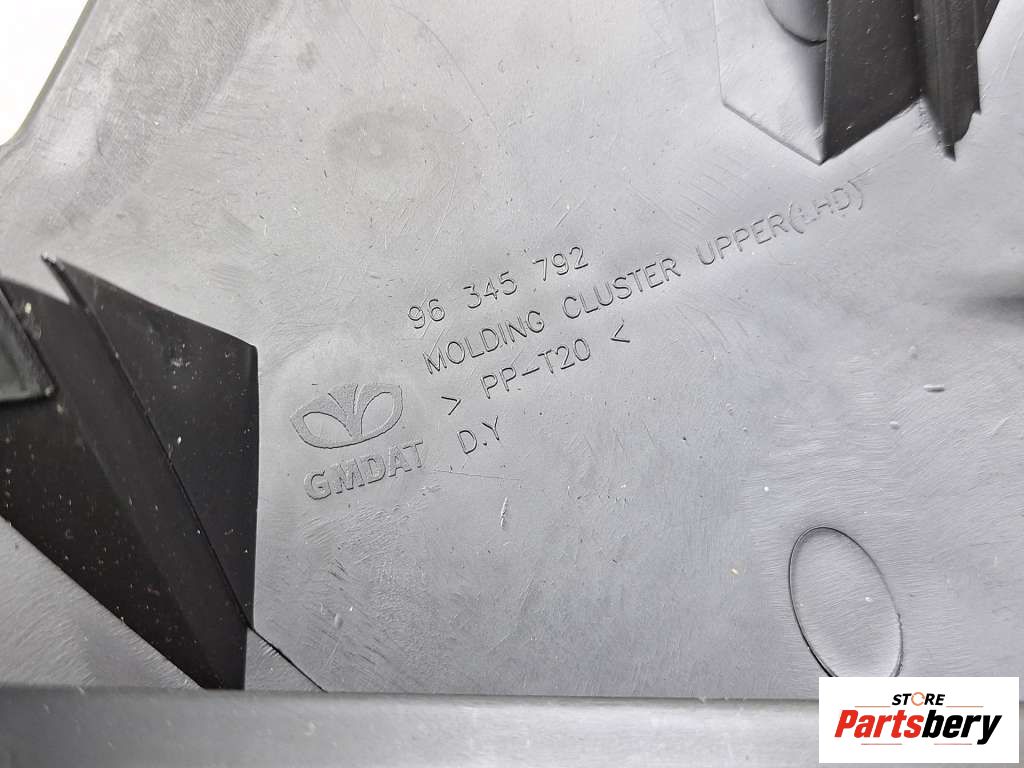 96 345 792
MOLDING CLUSTER UPPER(LHD)
> PP-T20 <
D.Y
GMDAT
STORE
Partsbery